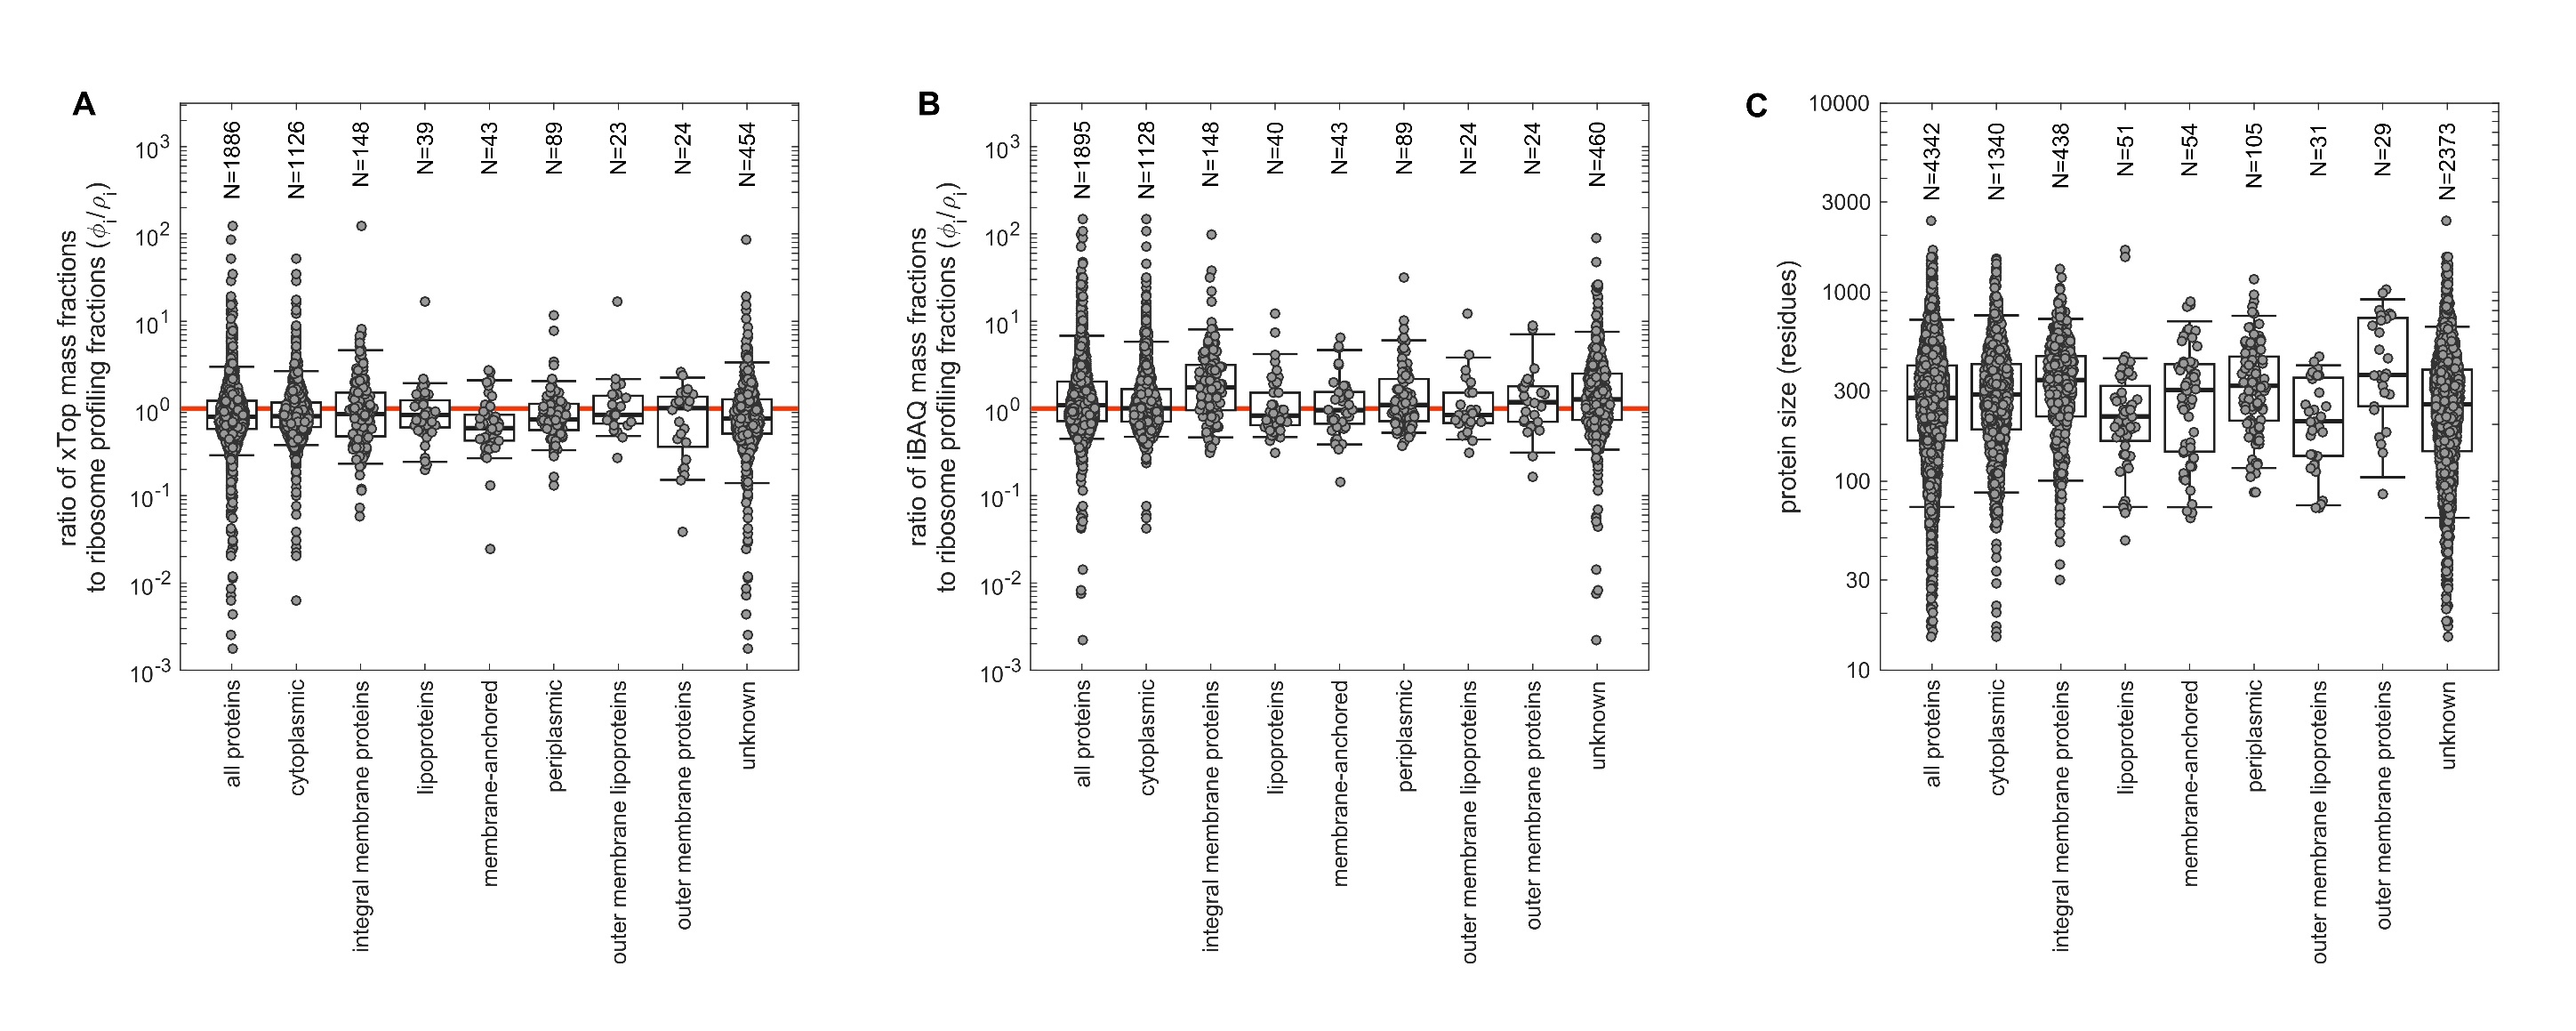 A
ratio of xTop mass fractions
to ribosome profiling fractions (ϕi/ρi)
10^3
10^2
10^1
10^0
10^-1
10^-2
10^-3
N=1886
N=1126
N=148
N=39
N=43
N=89
N=23
N=24
N=454
all proteins
cytoplasmic
integral membrane proteins
lipoproteins
membrane-anchored
periplasmic
outer membrane lipoproteins
outer membrane proteins
unknown
B
ratio of iBAQ mass fractions
to ribosome profiling fractions (ϕi/ρi)
10^3
10^2
10^1
10^0
10^-1
10^-2
10^-3
N=1895
N=1128
N=148
N=40
N=43
N=89
N=24
N=24
N=460
all proteins
cytoplasmic
integral membrane proteins
lipoproteins
membrane-anchored
periplasmic
outer membrane lipoproteins
outer membrane proteins
unknown
C
protein size (residues)
10000
3000
1000
300
100
30
10
N=4342
N=1340
N=438
N=51
N=54
N=105
N=31
N=29
N=2373
all proteins
cytoplasmic
integral membrane proteins
lipoproteins
membrane-anchored
periplasmic
outer membrane lipoproteins
outer membrane proteins
unknown